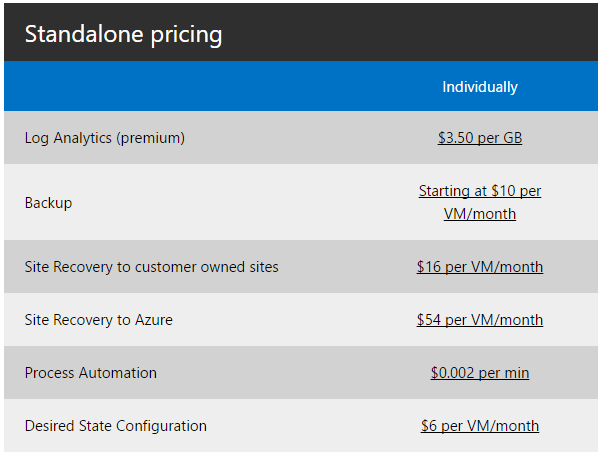 Standalone pricing
Individually
Log Analytics (premium) $3.50 per GB
Backup Starting at $10 per
VM/month
Site Recovery to customer owned sites $16 per VM/month
Site Recovery to Azure $54 per VM/month
Process Automation $0.002 per min
Desired State Configuration $6 per VM/month